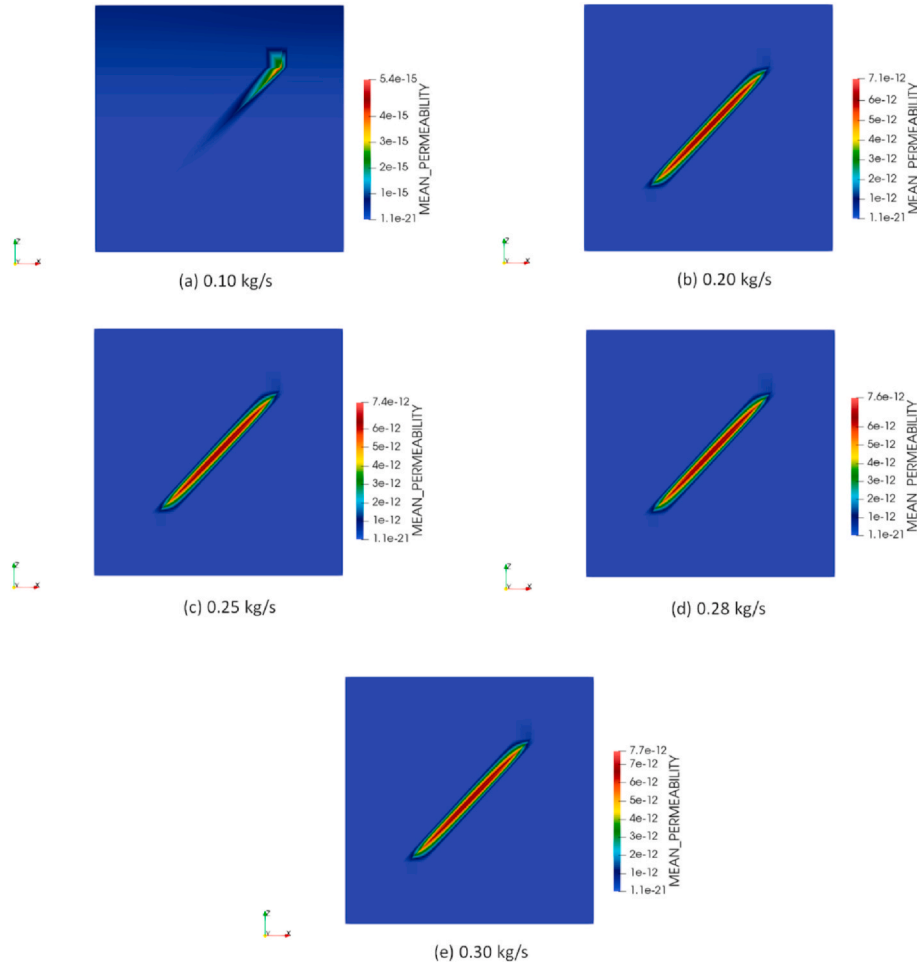 5.4e-15
4e-15
3e-15
2e-15
1e-15
1.1e-21
MEAN_PERMEABILITY
Z
Y
X
(a) 0.10 kg/s
7.1e-12
6e-12
5e-12
4e-12
3e-12
2e-12
1e-12
1.1e-21
MEAN_PERMEABILITY
Z
Y
X
(b) 0.20 kg/s
7.4e-12
6e-12
5e-12
4e-12
3e-12
2e-12
1e-12
1.1e-21
MEAN_PERMEABILITY
Z
Y
X
(c) 0.25 kg/s
7.6e-12
6e-12
5e-12
4e-12
3e-12
2e-12
1e-12
1.1e-21
MEAN_PERMEABILITY
Z
Y
X
(d) 0.28 kg/s
7.7e-12
7e-12
5e-12
4e-12
3e-12
2e-12
1e-12
1.1e-21
MEAN_PERMEABILITY
Z
Y
X
(e) 0.30 kg/s